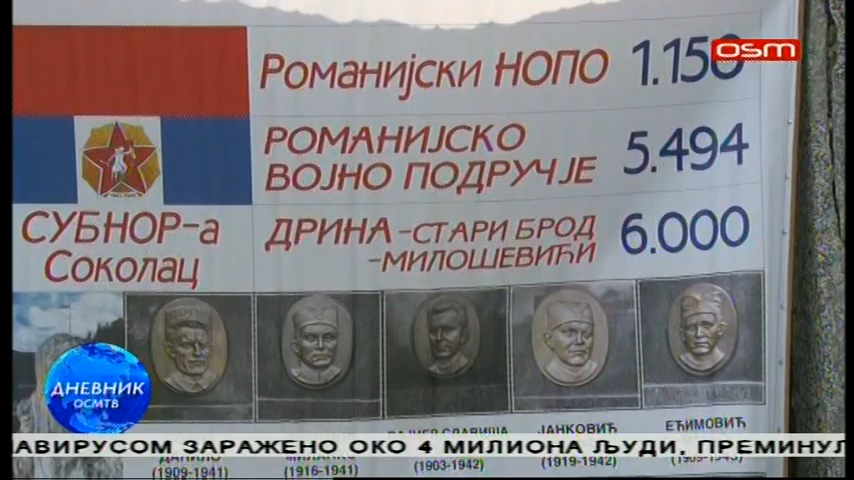 Романијски НОПО 1.150
osm
РОМАНИЈСКО
ВОЈНО ПОДРУЧЈЕ 5.494
СУБНОР-а
Соколац
ДРИНА -СТАРИ БРОД
-МИЛОШЕВИЋИ 6.000
ДНЕВНИК
ОСМТВ
ЈАНКОВИЋ
ЕЋИМОВИЋ
АВИРУСОМ ЗАРАЖЕНО ОКО 4 МИЛИОНА ЉУДИ, ПРЕМИНУЛ
(1909-1941)
(1916-1941)
(1903-1942)
(1919-1942)